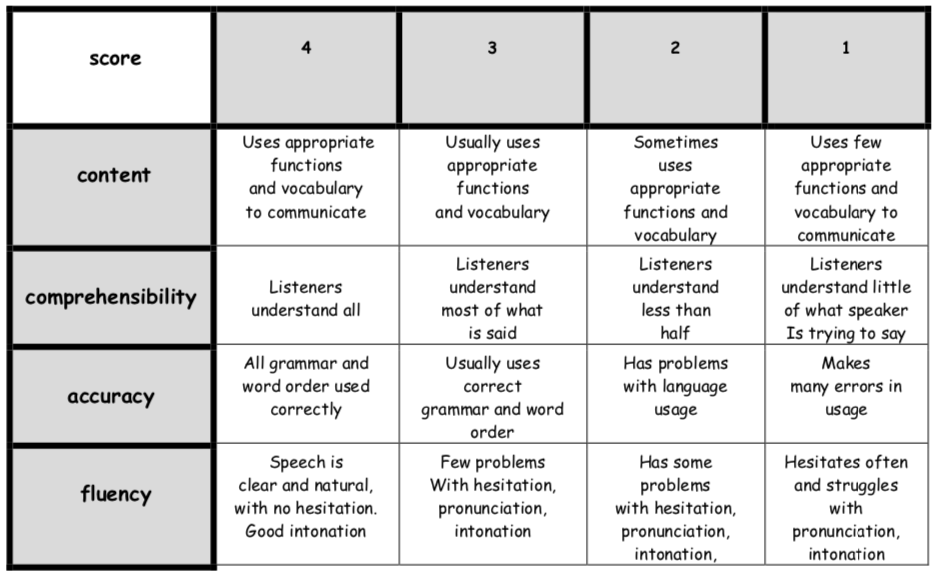 score
4
3
2
1
content
Uses appropriate
functions
and vocabulary
to communicate
Usually uses
appropriate
functions
and vocabulary
Sometimes
uses
appropriate
functions and
vocabulary
Uses few
appropriate
functions and
vocabulary to
communicate
comprehensibility
Listeners
understand all
Listeners
understand
most of what
is said
Listeners
understand
less than
half
Listeners
understand little
of what speaker
Is trying to say
accuracy
All grammar and
word order used
correctly
Usually uses
correct
grammar and word
order
Has problems
with language
usage
Makes
many errors in
usage
fluency
Speech is
clear and natural,
with no hesitation.
Good intonation
Few problems
With hesitation,
pronunciation,
intonation
Has some
problems
with hesitation,
pronunciation,
intonation,
Hesitates often
and struggles
with
pronunciation,
intonation